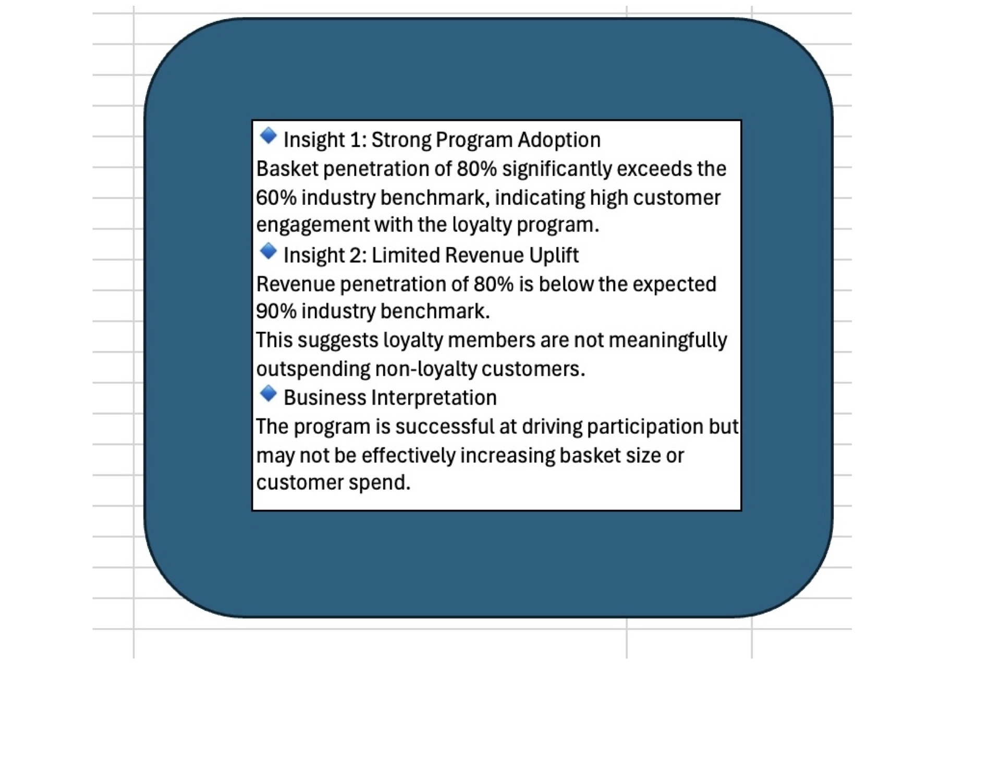 🔷 Insight 1: Strong Program Adoption
Basket penetration of 80% significantly exceeds the
60% industry benchmark, indicating high customer
engagement with the loyalty program.
🔷 Insight 2: Limited Revenue Uplift
Revenue penetration of 80% is below the expected
90% industry benchmark.
This suggests loyalty members are not meaningfully
outspending non-loyalty customers.
🔷 Business Interpretation
The program is successful at driving participation but
may not be effectively increasing basket size or
customer spend.